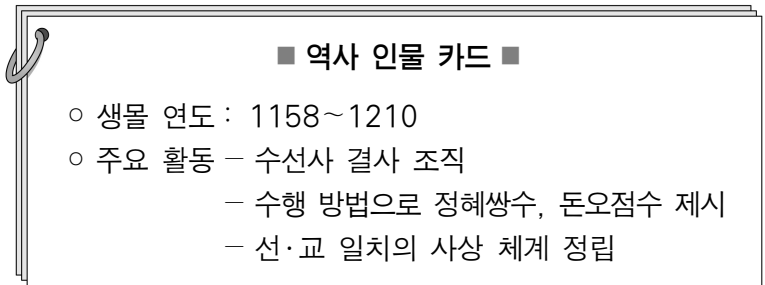 ■ 역사 인물 카드 ■
○ 생몰 연도 : 1158～1210
○ 주요 활동 － 수선사 결사 조직
－ 수행 방법으로 정혜쌍수, 돈오점수 제시
－ 선·교 일치의 사상 체계 정립